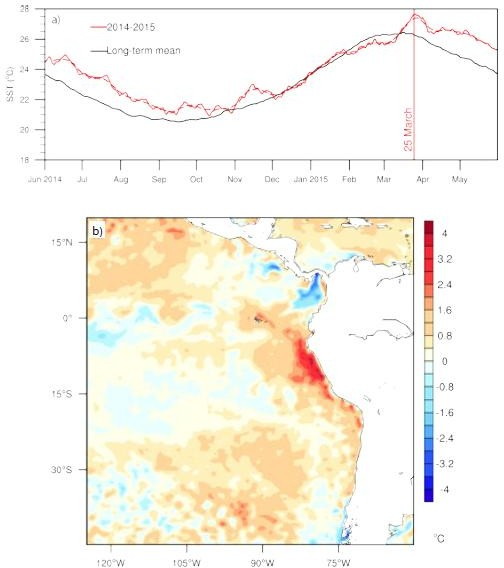 28
a)
2014-2015
26
Long-term mean
24
SST (°C)
22
20
25 March
18
Jun 2014 Jul Aug Sep Oct Nov Dec Jan 2015 Feb Mar Apr May
b)
15°N
0°
15°S
30°S
120°W 105°W 90°W 75°W
4
3.2
2.4
1.6
0.8
0
-0.8
-1.6
-2.4
-3.2
-4
°C